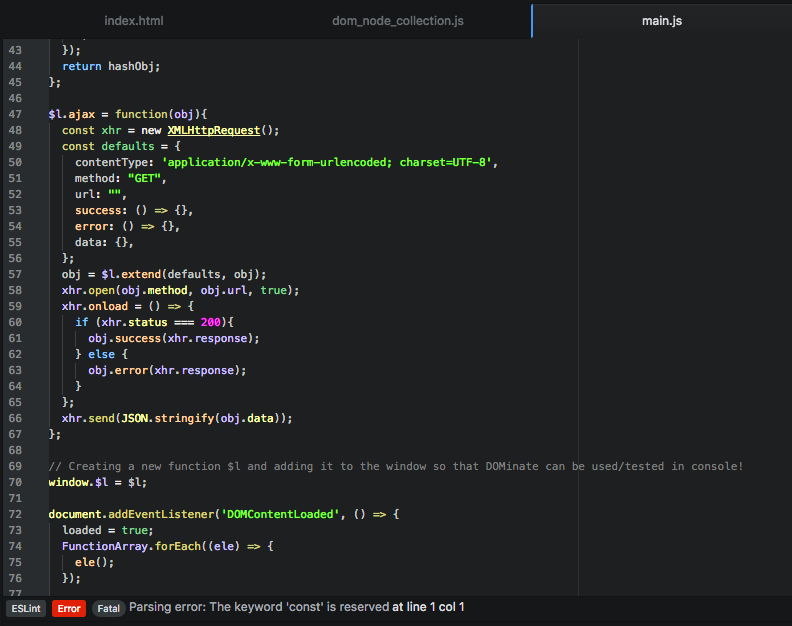 index.html dom_node_collection.js main.js
43 });
44 return hashObj;
45 };
46
47 $l.ajax = function(obj){
48 const xhr = new XMLHttpRequest();
49 const defaults = {
50 contentType: 'application/x-www-form-urlencoded; charset=UTF-8',
51 method: "GET",
52 url: "",
53 success: () => {},
54 error: () => {},
55 data: {},
56 };
57 obj = $l.extend(defaults, obj);
58 xhr.open(obj.method, obj.url, true);
59 xhr.onload = () => {
60 if (xhr.status === 200){
61 obj.success(xhr.response);
62 } else {
63 obj.error(xhr.response);
64 }
65 };
66 xhr.send(JSON.stringify(obj.data));
67 };
68
69 // Creating a new function $l and adding it to the window so that DOMinate can be used/tested in console!
70 window.$l = $l;
71
72 document.addEventListener('DOMContentLoaded', () => {
73 loaded = true;
74 FunctionArray.forEach((ele) => {
75 ele();
76 });
77
ESLint Error Fatal Parsing error: The keyword 'const' is reserved at line 1 col 1